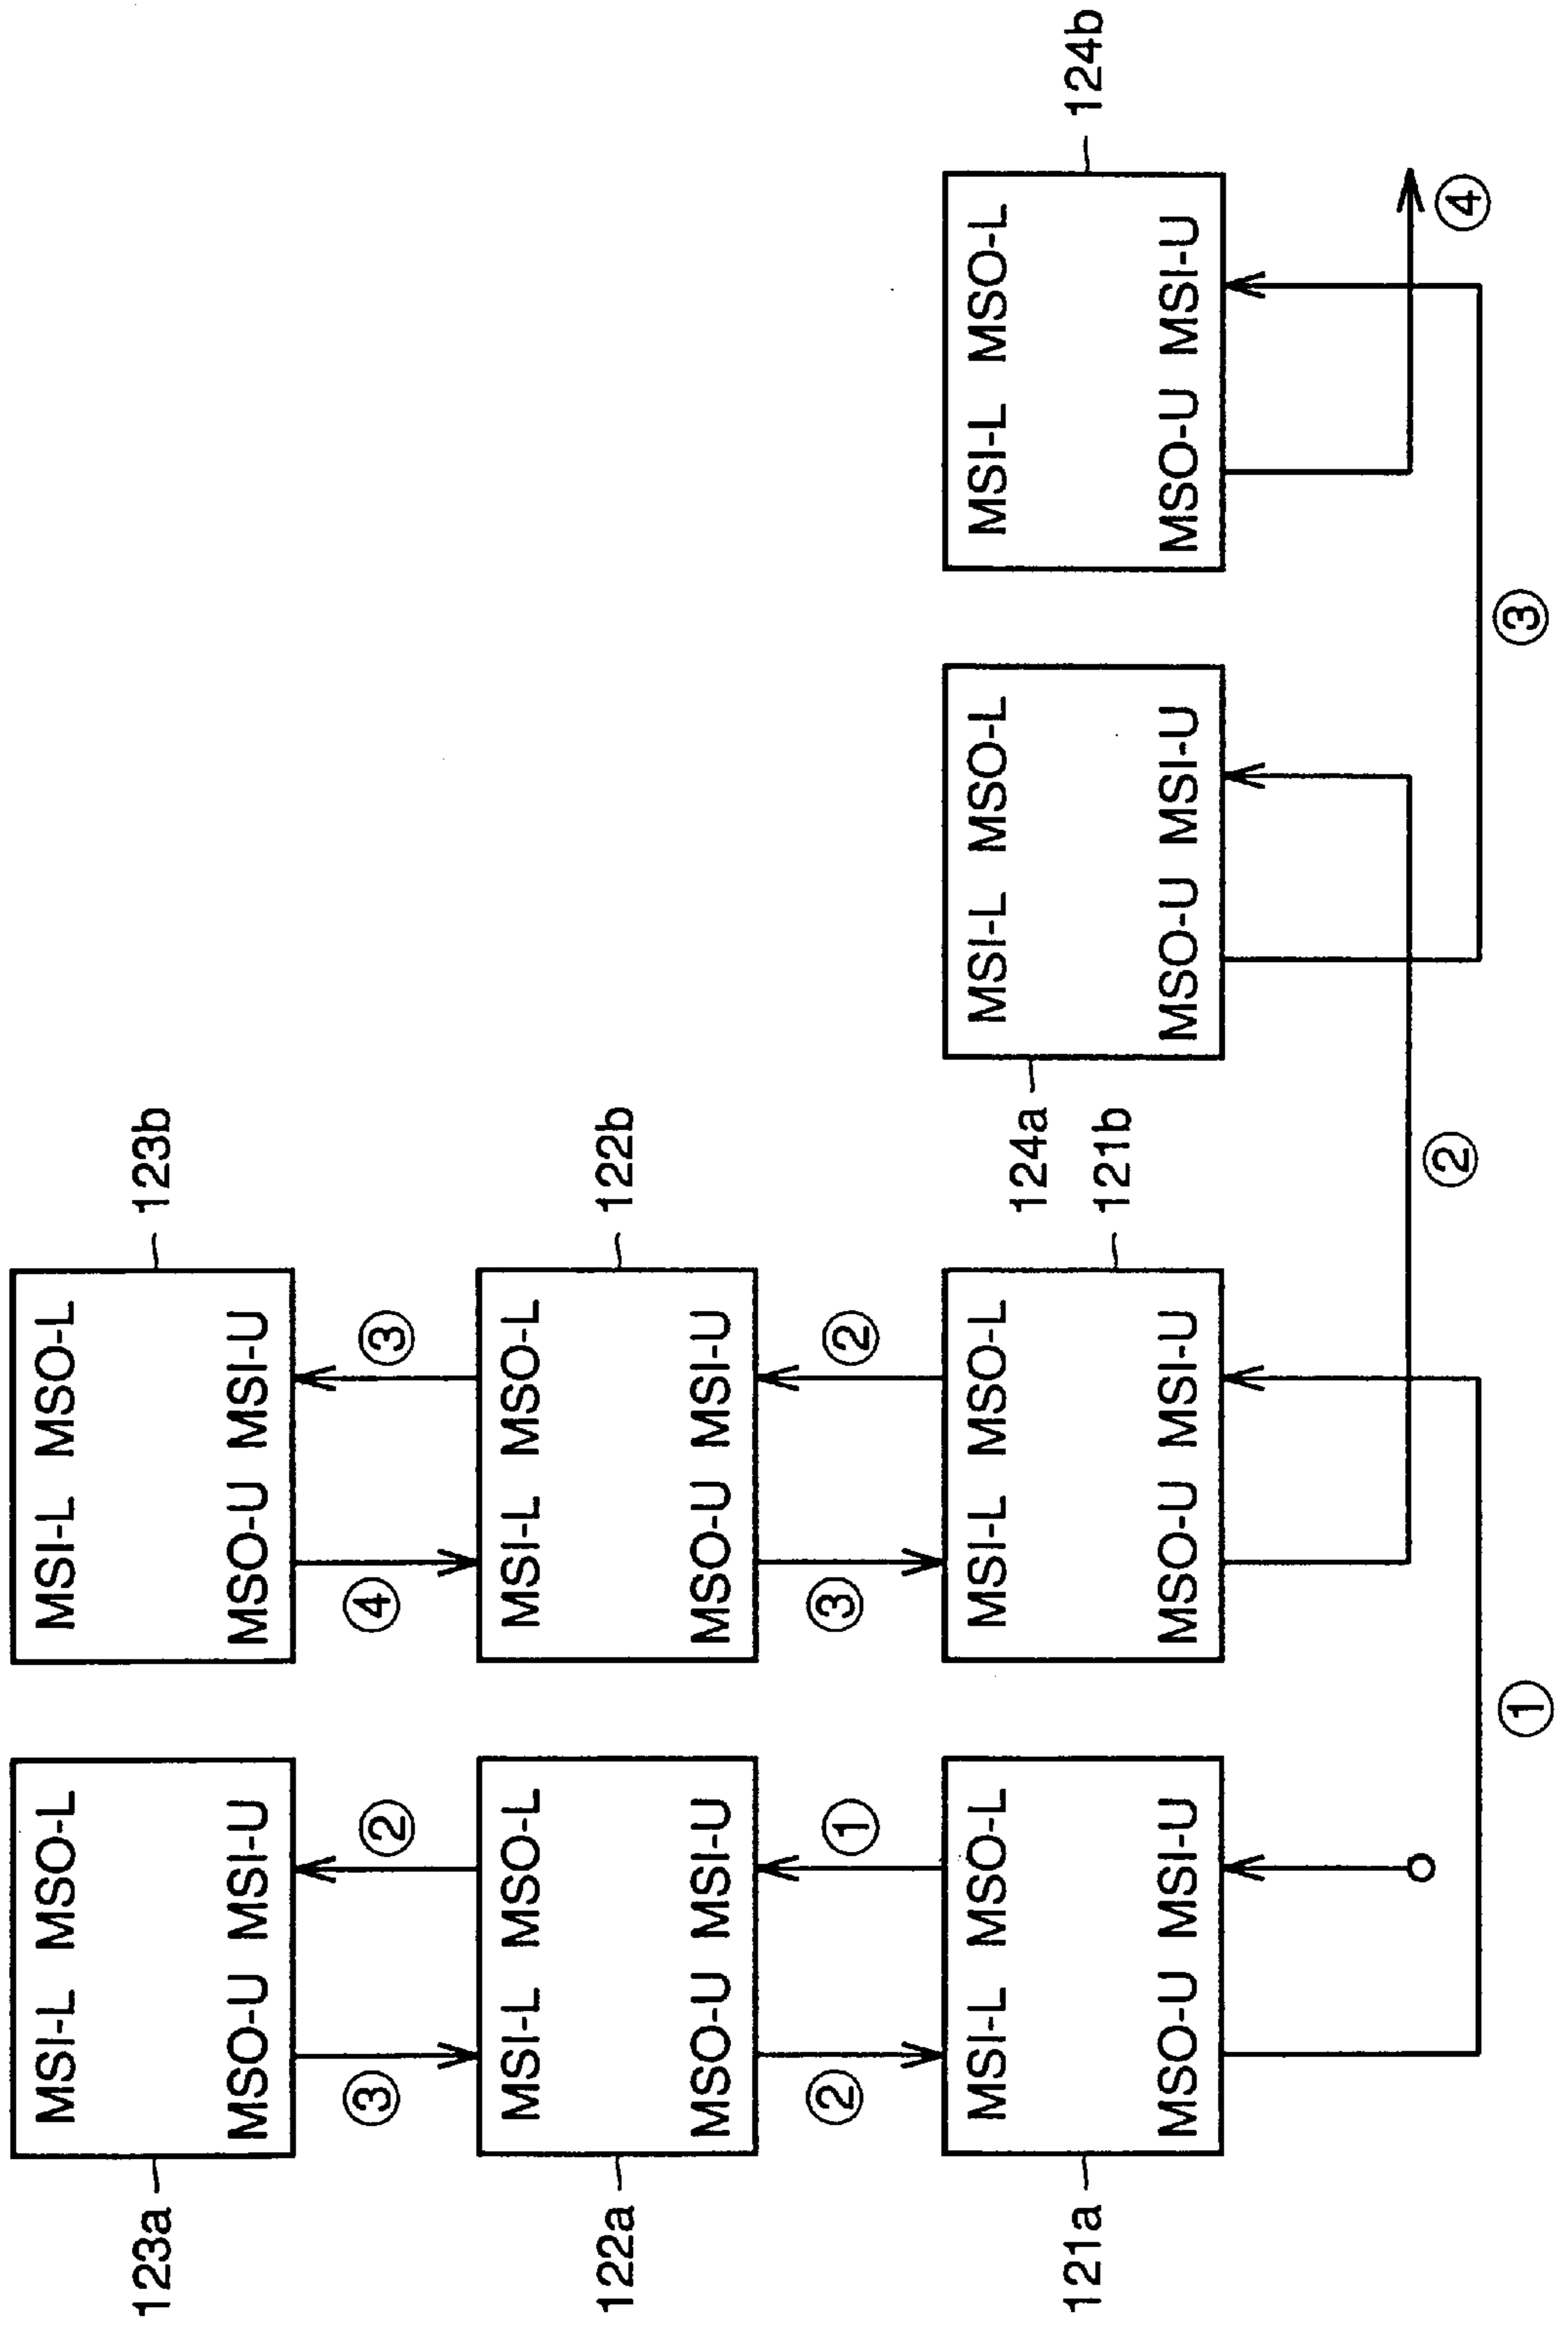 MSI-L MSO-L
MSI-L MSO-L
123a
123b
MSO-U MSI-U
MSO-U MSI-U
③
②
④
③
MSI-L MSO-L
MSI-L MSO-L
122a
122b
MSO-U MSI-U
MSO-U MSI-U
②
①
③
②
MSI-L MSO-L
MSI-L MSO-L
MSI-L MSO-L
MSI-L MSO-L
121a
121b
124a
124b
MSO-U MSI-U
MSO-U MSI-U
MSO-U MSI-U
MSO-U MSI-U
②
④
①
③